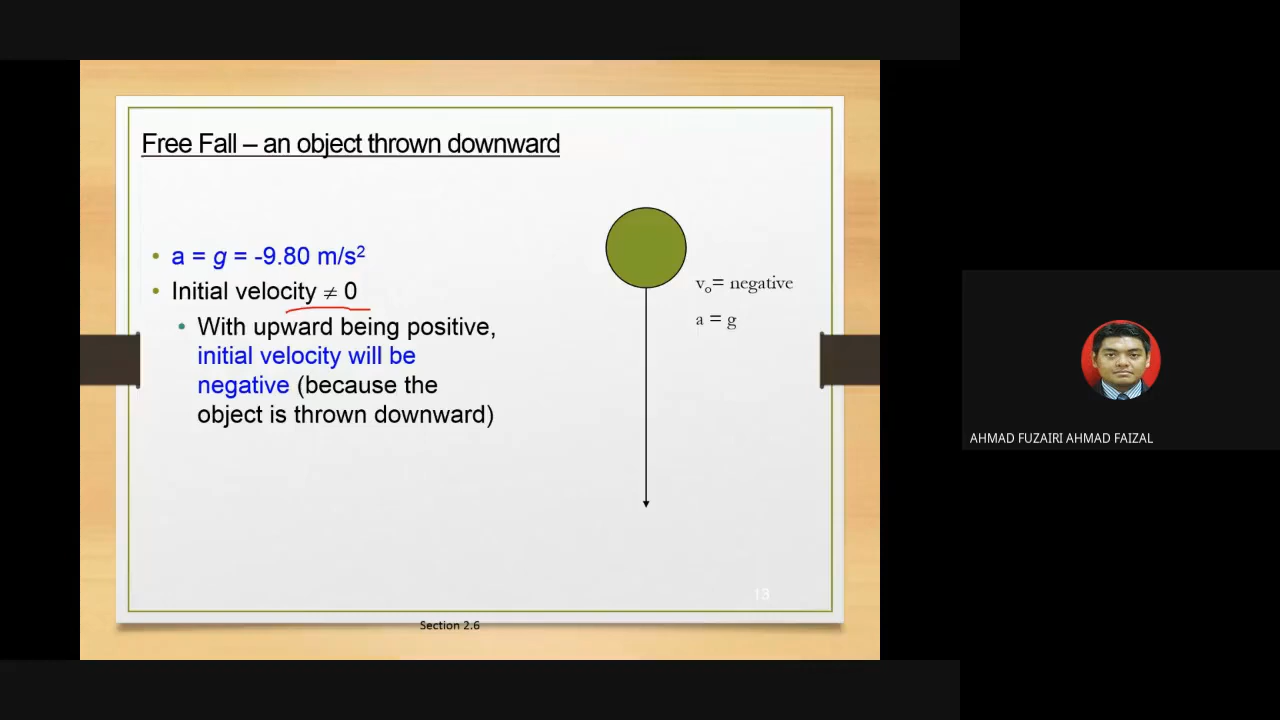 Free Fall – an object thrown downward
• a = g = -9.80 m/s²
• Initial velocity ≠ 0
• With upward being positive,
initial velocity will be
negative (because the
object is thrown downward)
vₒ= negative
a = g
13
Section 2.6
AHMAD FUZAIRI AHMAD FAIZAL